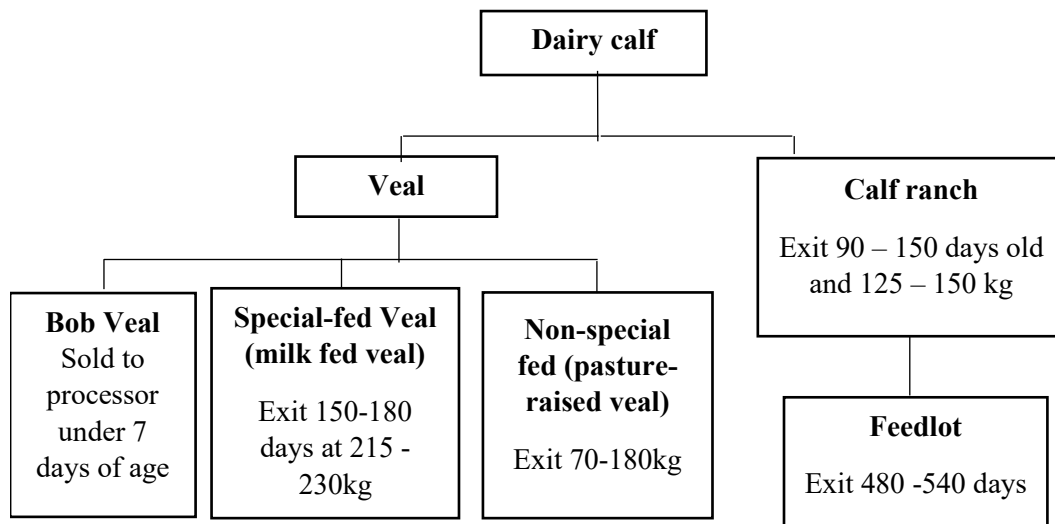 Dairy calf
Veal
Calf ranch
Exit 90 – 150 days old
and 125 – 150 kg
Bob Veal
Sold to
processor
under 7
days of age
Special-fed Veal
(milk fed veal)
Exit 150-180
days at 215 -
230kg
Non-special
fed (pasture-
raised veal)
Exit 70-180kg
Feedlot
Exit 480 -540 days